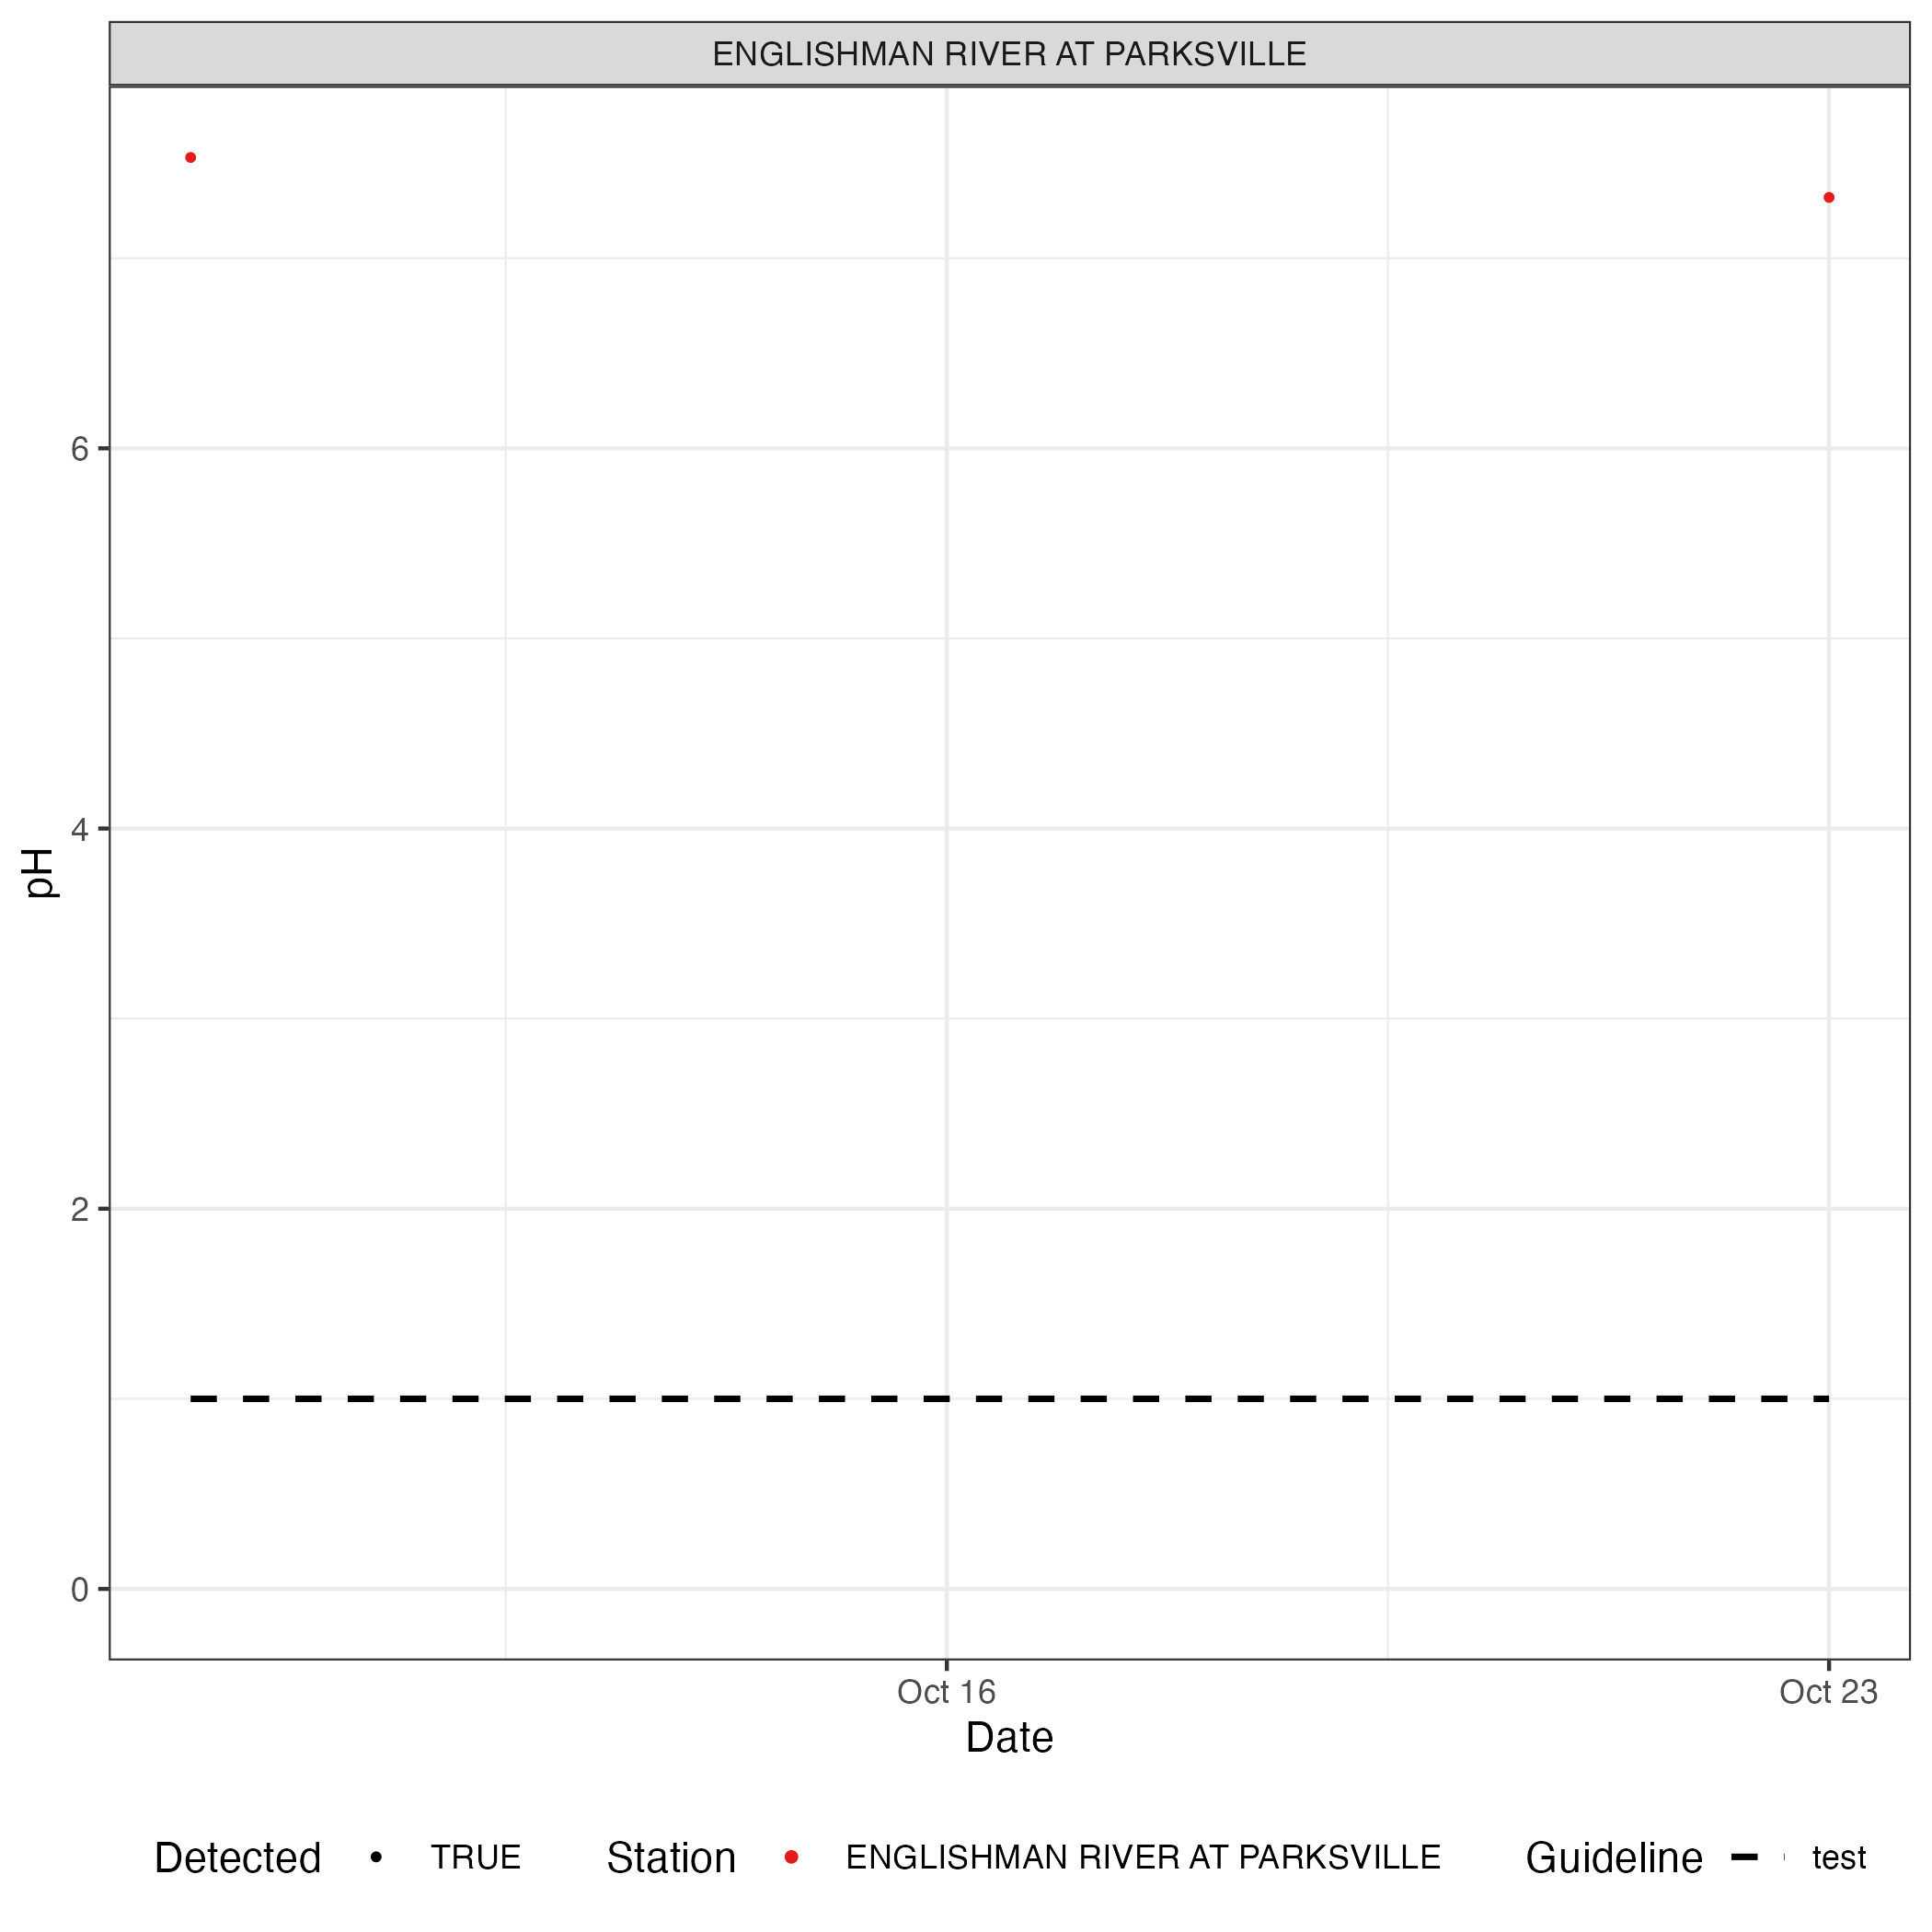 ENGLISHMAN RIVER AT PARKSVILLE
6
4
2
0
pH
Oct 16 Oct 23
Date
Detected TRUE Station ENGLISHMAN RIVER AT PARKSVILLE Guideline test